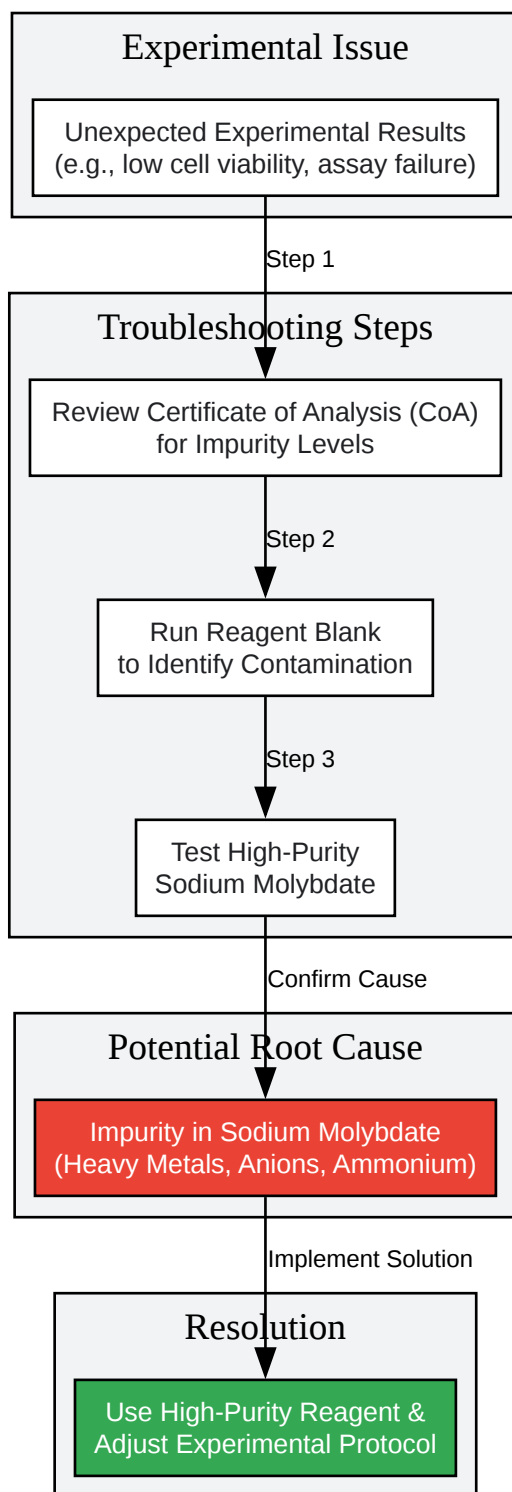 Experimental Issue
Unexpected Experimental Results
(e.g., low cell viability, assay failure)
Step 1
Troubleshooting Steps
Review Certificate of Analysis (CoA)
for Impurity Levels
Step 2
Run Reagent Blank
to Identify Contamination
Step 3
Test High-Purity
Sodium Molybdate
Confirm Cause
Potential Root Cause
Impurity in Sodium Molybdate
(Heavy Metals, Anions, Ammonium)
Implement Solution
Resolution
Use High-Purity Reagent &
Adjust Experimental Protocol